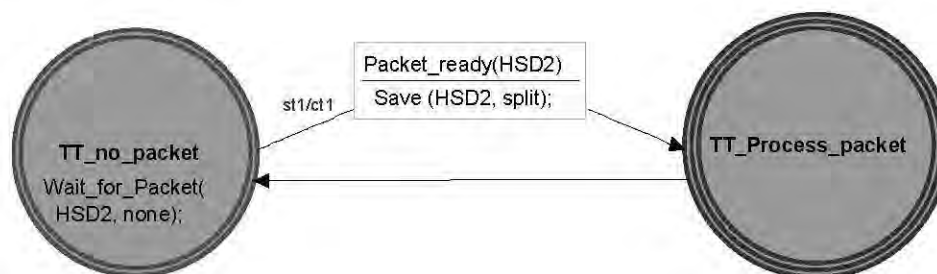 Packet_ready(HSD2)
st1/ct1
Save (HSD2, split);
TT_no_packet
Wait_for_Packet(
HSD2, none);
TT_Process_packet